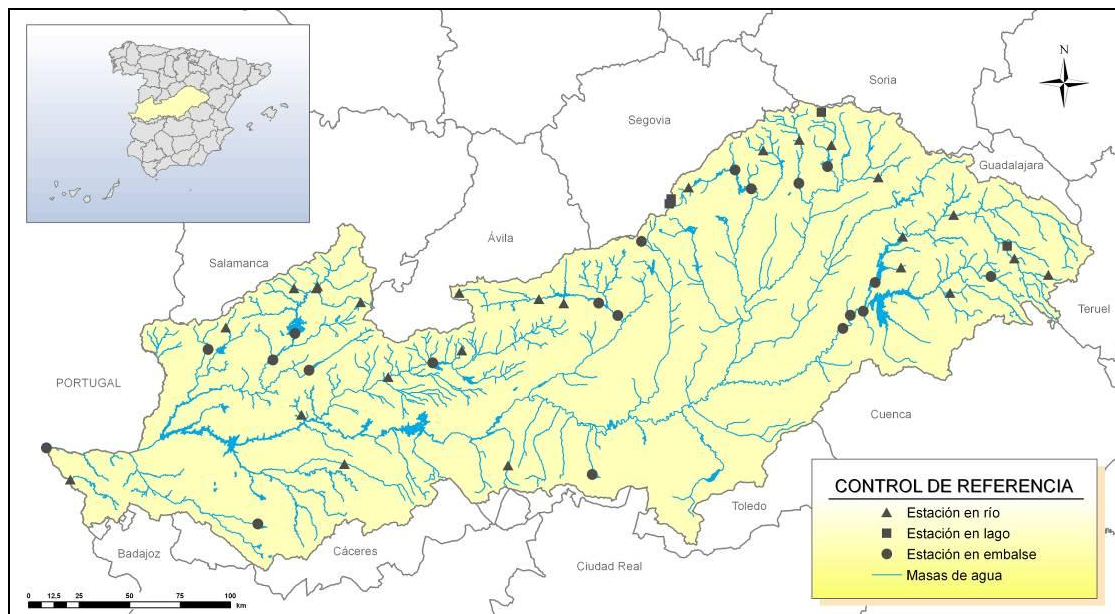 N
Soria
Segovia
Guadalajara
Ávila
Salamanca
Teruel
PORTUGAL
Cuenca
CONTROL DE REFERENCIA
Estación en río
Estación en lago
Estación en embalse
Masas de agua
Toledo
Badajoz
Cáceres
Ciudad Real
0 12,5 25 50 75 100
km